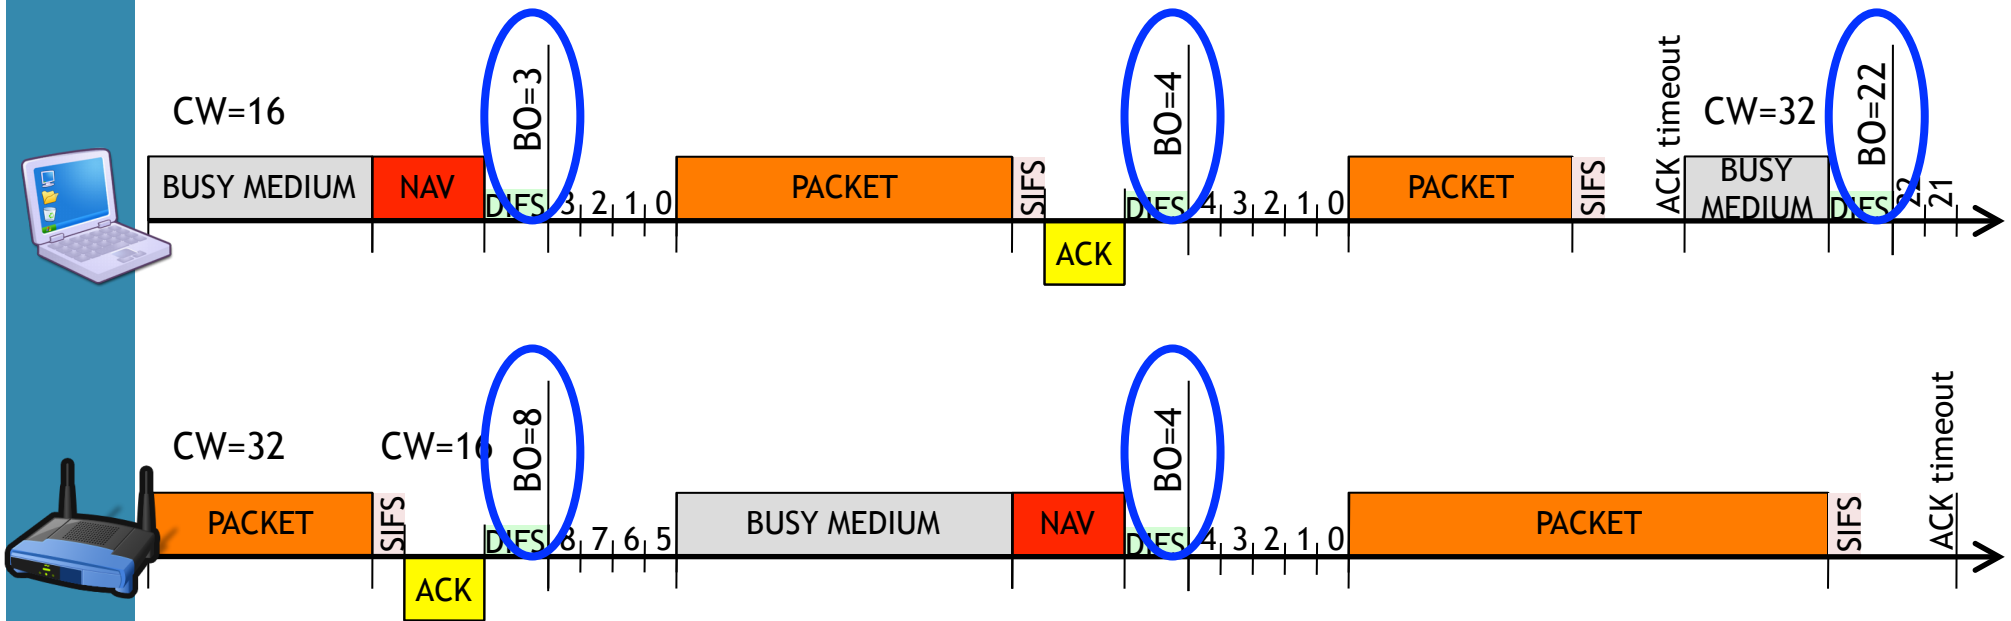 CW=16
BUSY MEDIUM
NAV
DIFS
BO=3
3 2 1 0
PACKET
SIFS
ACK
DIFS
BO=4
4 3 2 1 0
PACKET
SIFS
ACK timeout
CW=32
BUSY
MEDIUM
DIFS
BO=22
22
21
CW=32
PACKET
SIFS
CW=16
ACK
DIFS
BO=8
8 7 6 5
BUSY MEDIUM
NAV
DIFS
BO=4
4 3 2 1 0
PACKET
SIFS
ACK timeout